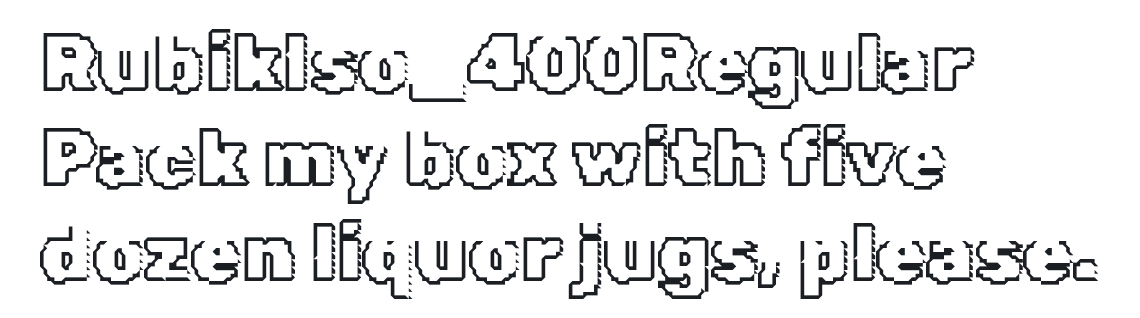 RubikIso_400Regular
Pack my box with five
dozen liquor jugs, please.